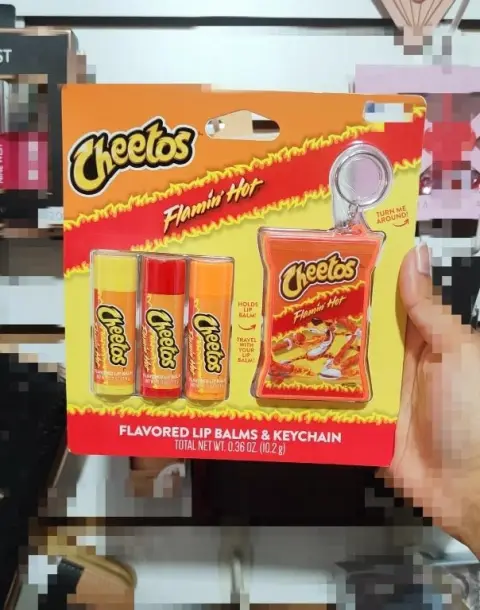 Cheetos
Flamin' Hot
TURN ME
AROUND!
Cheetos
Flamin' Hot
HOLDS
LIP
BALM!
TRAVEL
WITH
YOUR
LIP
BALM!
Cheetos
Cheetos
Cheetos
FLAVORED LIP BALMS & KEYCHAIN
TOTAL NET WT. 0.36 OZ. (10.2 g)